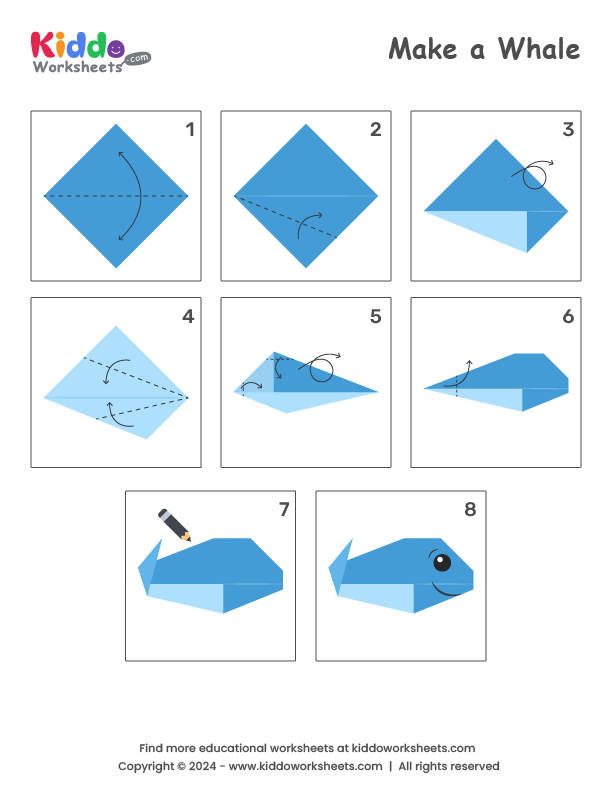 Kiddo
Worksheets
.com
Make a Whale
1
2
3
4
5
6
7
8
Find more educational worksheets at kiddoworksheets.com
Copyright © 2024 - www.kiddoworksheets.com | All rights reserved